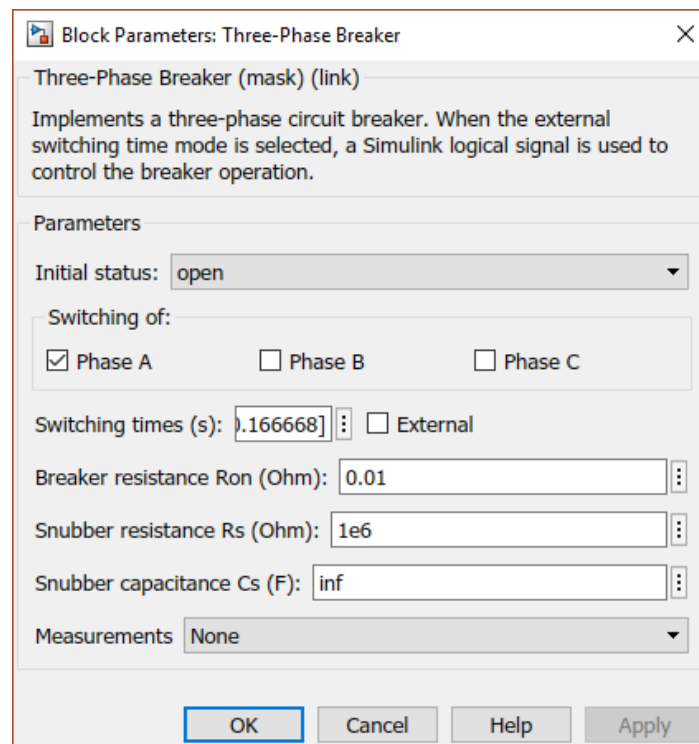 Block Parameters: Three-Phase Breaker
Three-Phase Breaker (mask) (link)
Implements a three-phase circuit breaker. When the external
switching time mode is selected, a Simulink logical signal is used to
control the breaker operation.
Parameters
Initial status: open
Switching of:
Phase A Phase B Phase C
Switching times (s): 0.166668] External
Breaker resistance Ron (Ohm): 0.01
Snubber resistance Rs (Ohm): 1e6
Snubber capacitance Cs (F): inf
Measurements None
OK Cancel Help Apply